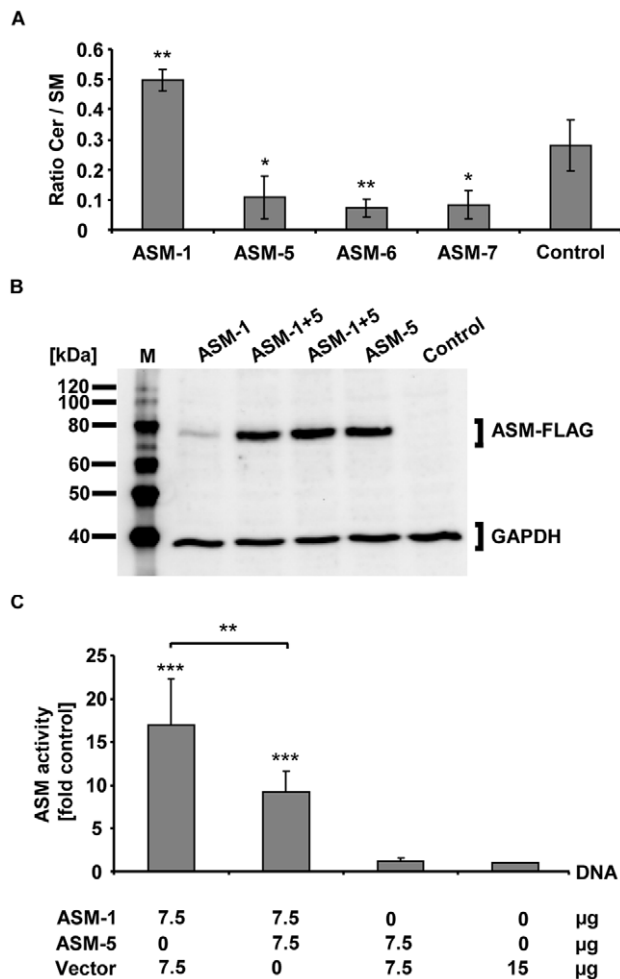 A
Ratio Cer / SM
0.6
0.5
0.4
0.3
0.2
0.1
0
**
*
**
*
ASM-1 ASM-5 ASM-6 ASM-7 Control
B
[kDa] M ASM-1 ASM-1+5 ASM-1+5 ASM-5 Control
120
100
80
60
50
40
ASM-FLAG
GAPDH
C
ASM activity
[fold control]
25
20
15
10
5
0
**
***
***
DNA
ASM-1 7.5 7.5 0 0 µg
ASM-5 0 7.5 7.5 0 µg
Vector 7.5 0 7.5 15 µg